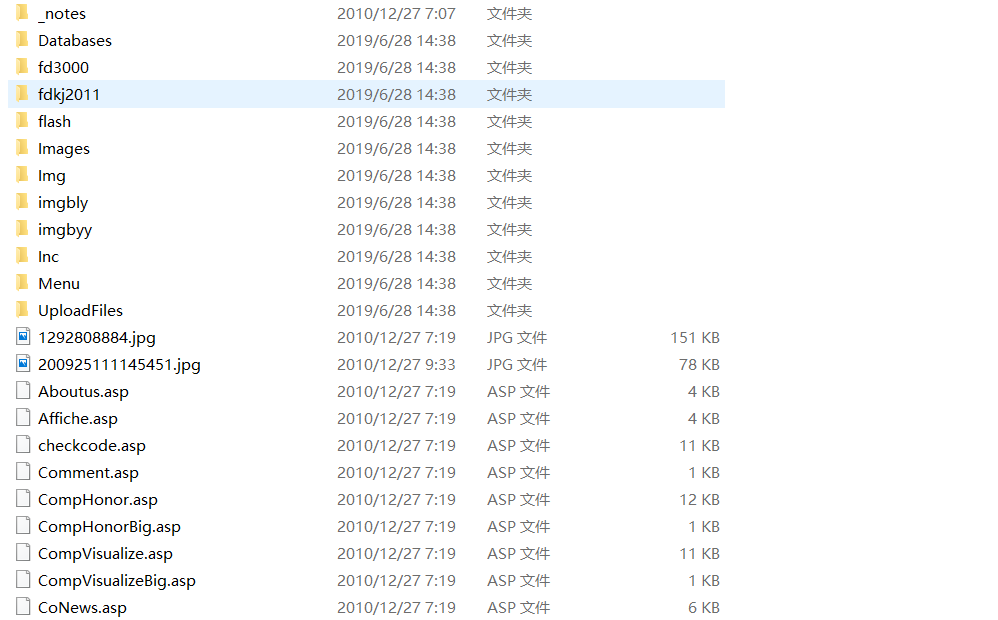 _notes 2010/12/27 7:07 文件夹
Databases 2019/6/28 14:38 文件夹
fd3000 2019/6/28 14:38 文件夹
fdkj2011 2019/6/28 14:38 文件夹
flash 2019/6/28 14:38 文件夹
Images 2019/6/28 14:38 文件夹
Img 2019/6/28 14:38 文件夹
imgbly 2019/6/28 14:38 文件夹
imgbyy 2019/6/28 14:38 文件夹
Inc 2019/6/28 14:38 文件夹
Menu 2019/6/28 14:38 文件夹
UploadFiles 2019/6/28 14:38 文件夹
1292808884.jpg 2010/12/27 7:19 JPG 文件 151 KB
200925111145451.jpg 2010/12/27 9:33 JPG 文件 78 KB
Aboutus.asp 2010/12/27 7:19 ASP 文件 4 KB
Affiche.asp 2010/12/27 7:19 ASP 文件 4 KB
checkcode.asp 2010/12/27 7:19 ASP 文件 11 KB
Comment.asp 2010/12/27 7:19 ASP 文件 1 KB
CompHonor.asp 2010/12/27 7:19 ASP 文件 12 KB
CompHonorBig.asp 2010/12/27 7:19 ASP 文件 1 KB
CompVisualize.asp 2010/12/27 7:19 ASP 文件 11 KB
CompVisualizeBig.asp 2010/12/27 7:19 ASP 文件 1 KB
CoNews.asp 2010/12/27 7:19 ASP 文件 6 KB